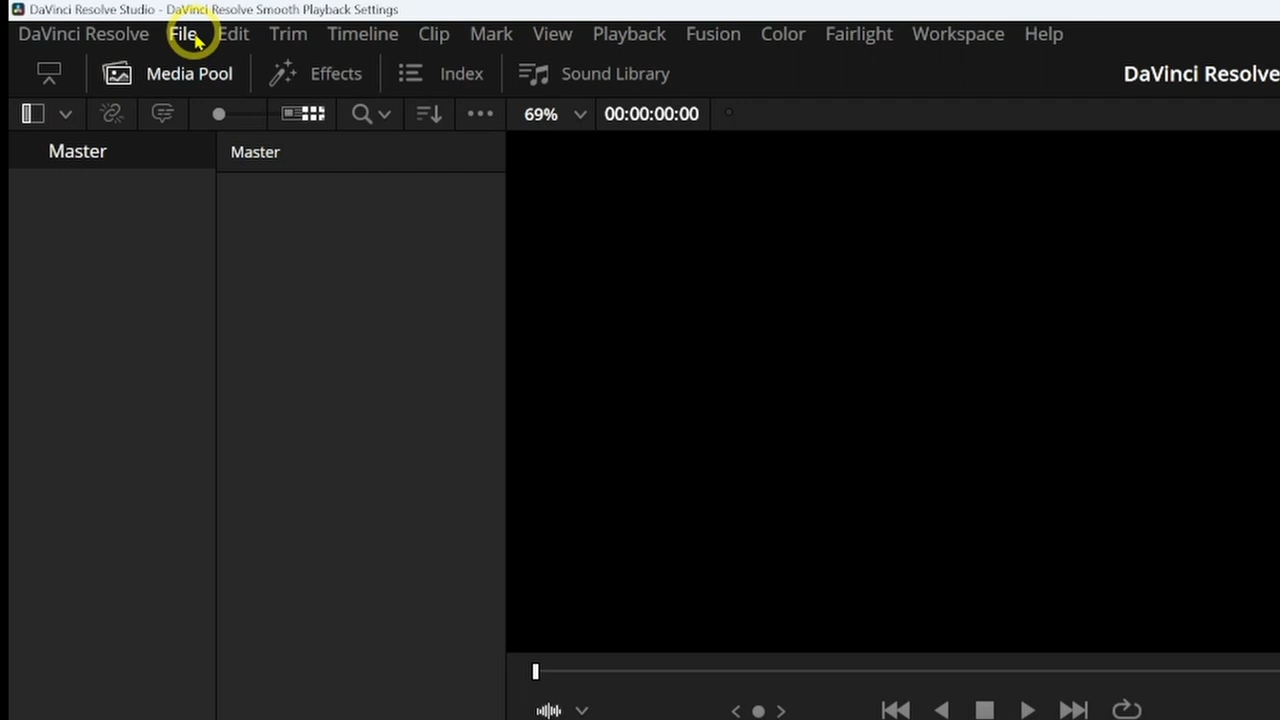 DaVinci Resolve Studio - DaVinci Resolve Smooth Playback Settings
DaVinci Resolve File Edit Trim Timeline Clip Mark View Playback Fusion Color Fairlight Workspace Help
Media Pool Effects Index Sound Library DaVinci Resolve
69% 00:00:00:00
Master Master